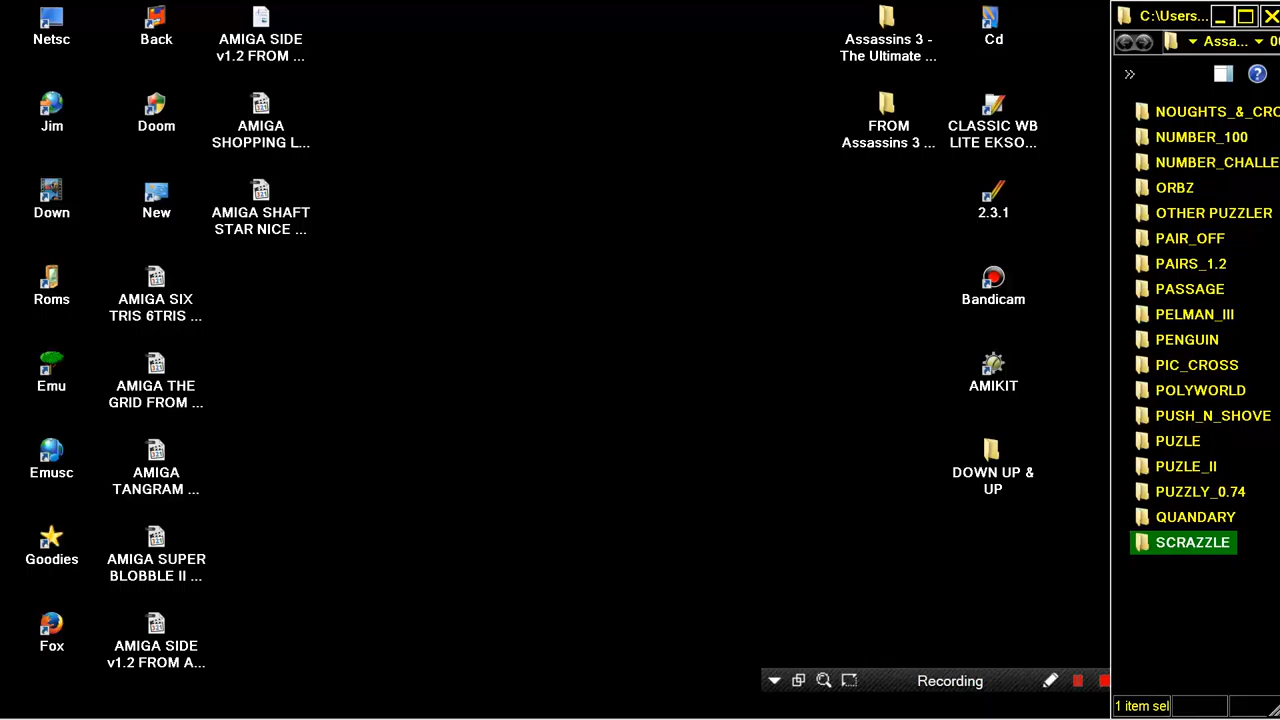 Netsc
Back
AMIGA SIDE
v1.2 FROM ...
Jim
Doom
AMIGA
SHOPPING L...
Down
New
AMIGA SHAFT
STAR NICE ...
Roms
AMIGA SIX
TRIS 6TRIS ...
Emu
AMIGA THE
GRID FROM ...
Emusc
AMIGA
TANGRAM ...
Goodies
AMIGA SUPER
BLOBBLE II ...
Fox
AMIGA SIDE
v1.2 FROM A...
Assassins 3 -
The Ultimate ...
Cd
FROM
Assassins 3 ...
CLASSIC WB
LITE EKSO...
2.3.1
Bandicam
AMIKIT
DOWN UP &
UP
Recording
C:\Users...
Assa...
NOUGHTS_&_CRO
NUMBER_100
NUMBER_CHALLE
ORBZ
OTHER PUZZLER
PAIR_OFF
PAIRS_1.2
PASSAGE
PELMAN_III
PENGUIN
PIC_CROSS
POLYWORLD
PUSH_N_SHOVE
PUZLE
PUZLE_II
PUZZLY_0.74
QUANDARY
SCRAZZLE
1 item sel